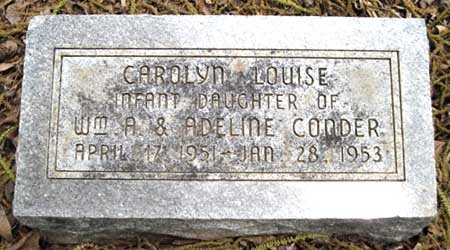 CAROLYN LOUISE
INFANT DAUGHTER OF
WM A. & ADELINE CONDER
APRIL 17 1951 - JAN. 28, 1953